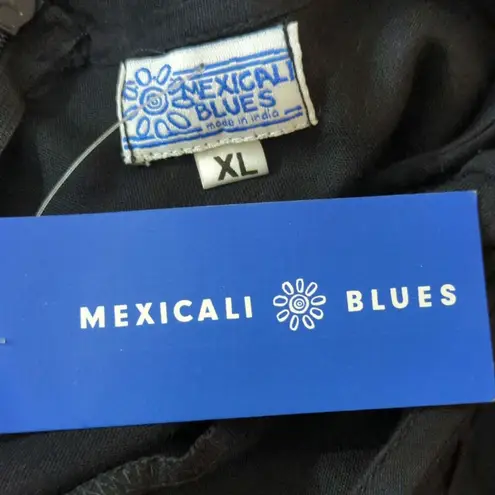 MEXICALI
BLUES
made in india
XL
MEXICALI BLUES